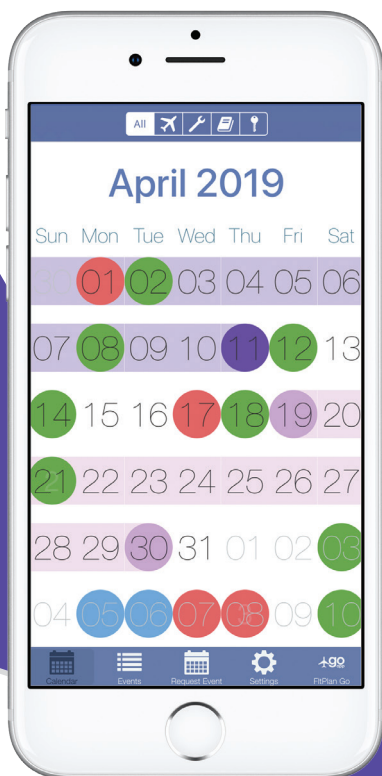 All
April 2019
Sun Mon Tue Wed Thu Fri Sat
01 02 03 04 05 06
07 08 09 10 11 12 13
14 15 16 17 18 19 20
21 22 23 24 25 26 27
28 29 30 31 01 02 03
04 05 06 07 08 09 10
Calendar Events Request Event Settings go FltPlan Go